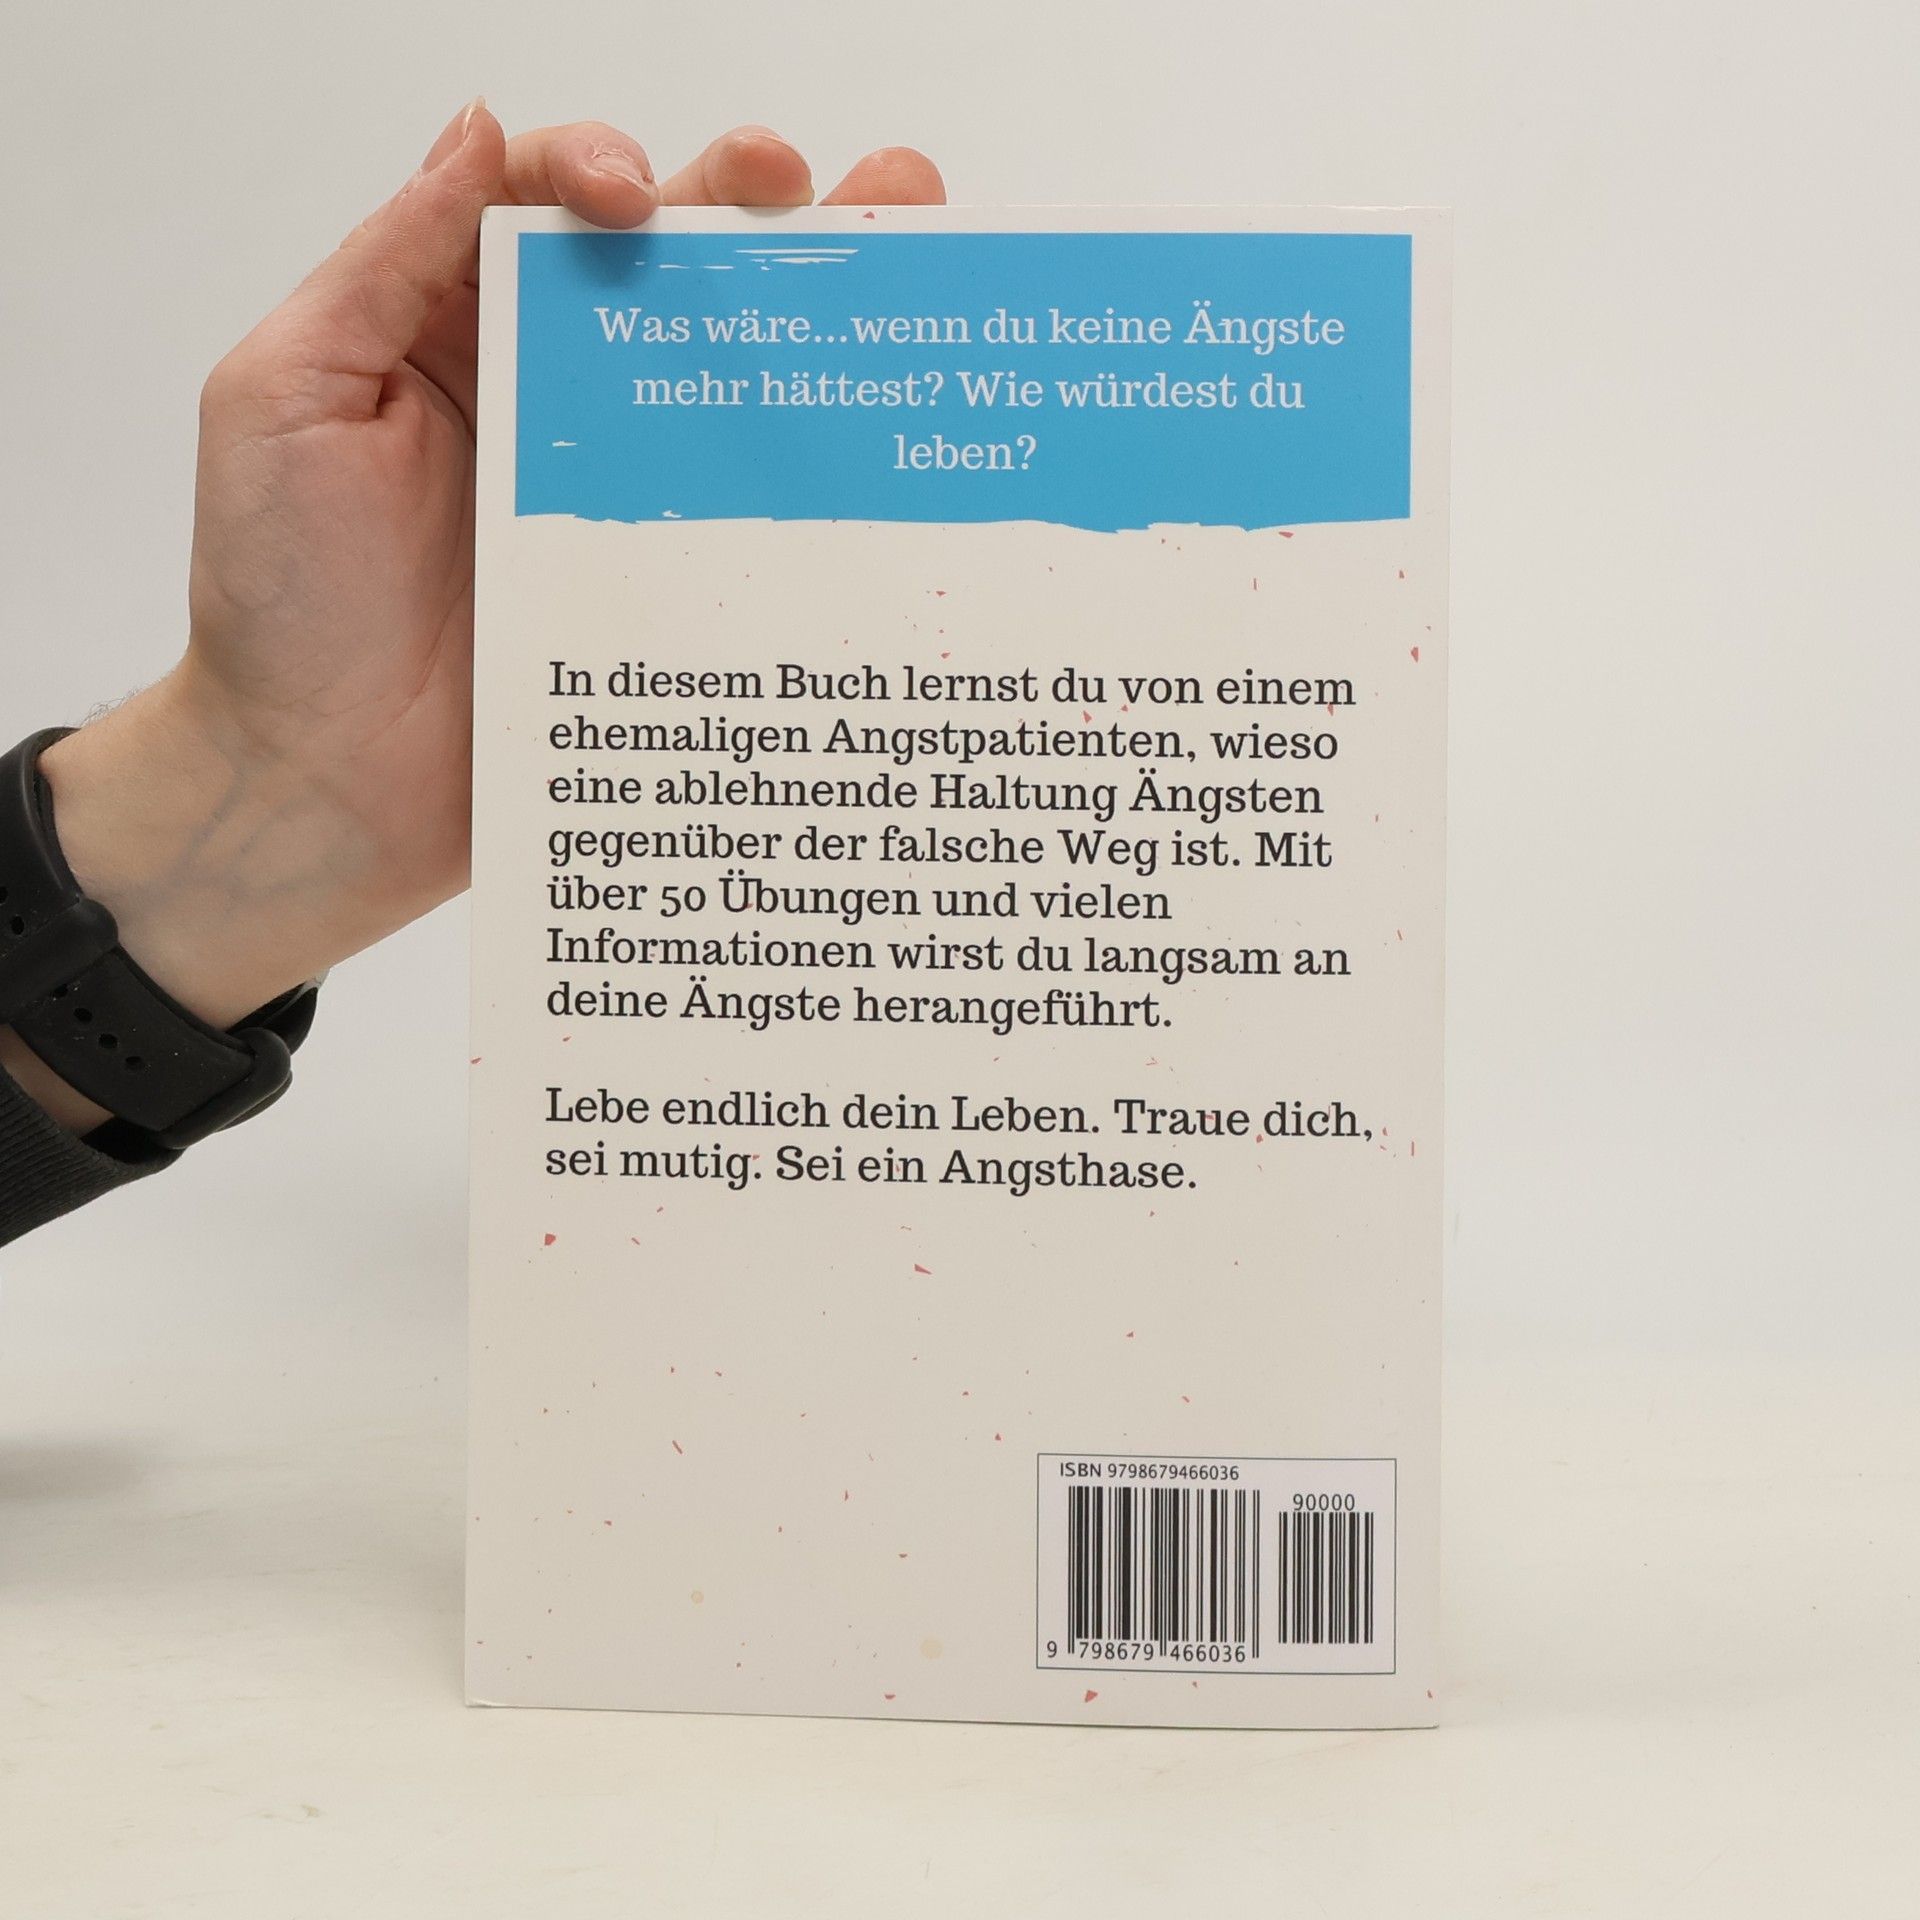 Was wäre...wenn du keine Ängste
mehr hättest? Wie würdest du
leben?
In diesem Buch lernst du von einem
ehemaligen Angstpatienten, wieso
eine ablehnende Haltung Ängsten
gegenüber der falsche Weg ist. Mit
über 50 Übungen und vielen
Informationen wirst du langsam an
deine Ängste herangeführt.
Lebe endlich dein Leben. Traue dich,
sei mutig. Sei ein Angsthase.
ISBN 9798679466036
90000
9 798679 466036